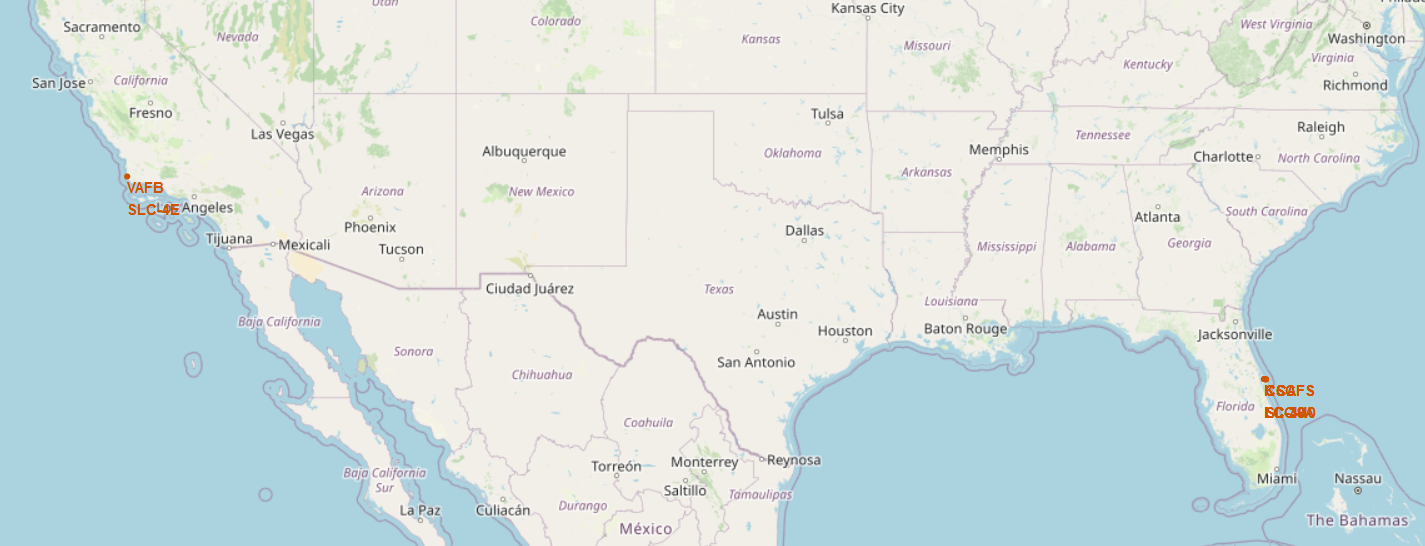 Utah
Colorado
Kansas City
Sacramento
Nevada
Kansas
Missouri
West Virginia
Washington
Virginia
Kentucky
San Jose
California
Richmond
Fresno
Las Vegas
Tulsa
Tennessee
Raleigh
Albuquerque
Oklahoma
Memphis
Charlotte
North Carolina
Arkansas
VAFB
SLC-4E
Angeles
Arizona
New Mexico
Phoenix
Atlanta
South Carolina
Dallas
Tijuana
Mexicali
Tucson
Mississippi
Alabama
Georgia
Ciudad Juárez
Texas
Louisiana
Baja California
Austin
Houston
Baton Rouge
Jacksonville
Sonora
San Antonio
Chihuahua
Florida
Coahuila
Baja California
Sur
Torreón
Monterrey
Reynosa
Saltillo
Tamaulipas
Miami
Nassau
La Paz
Culiacán
Durango
México
The Bahamas